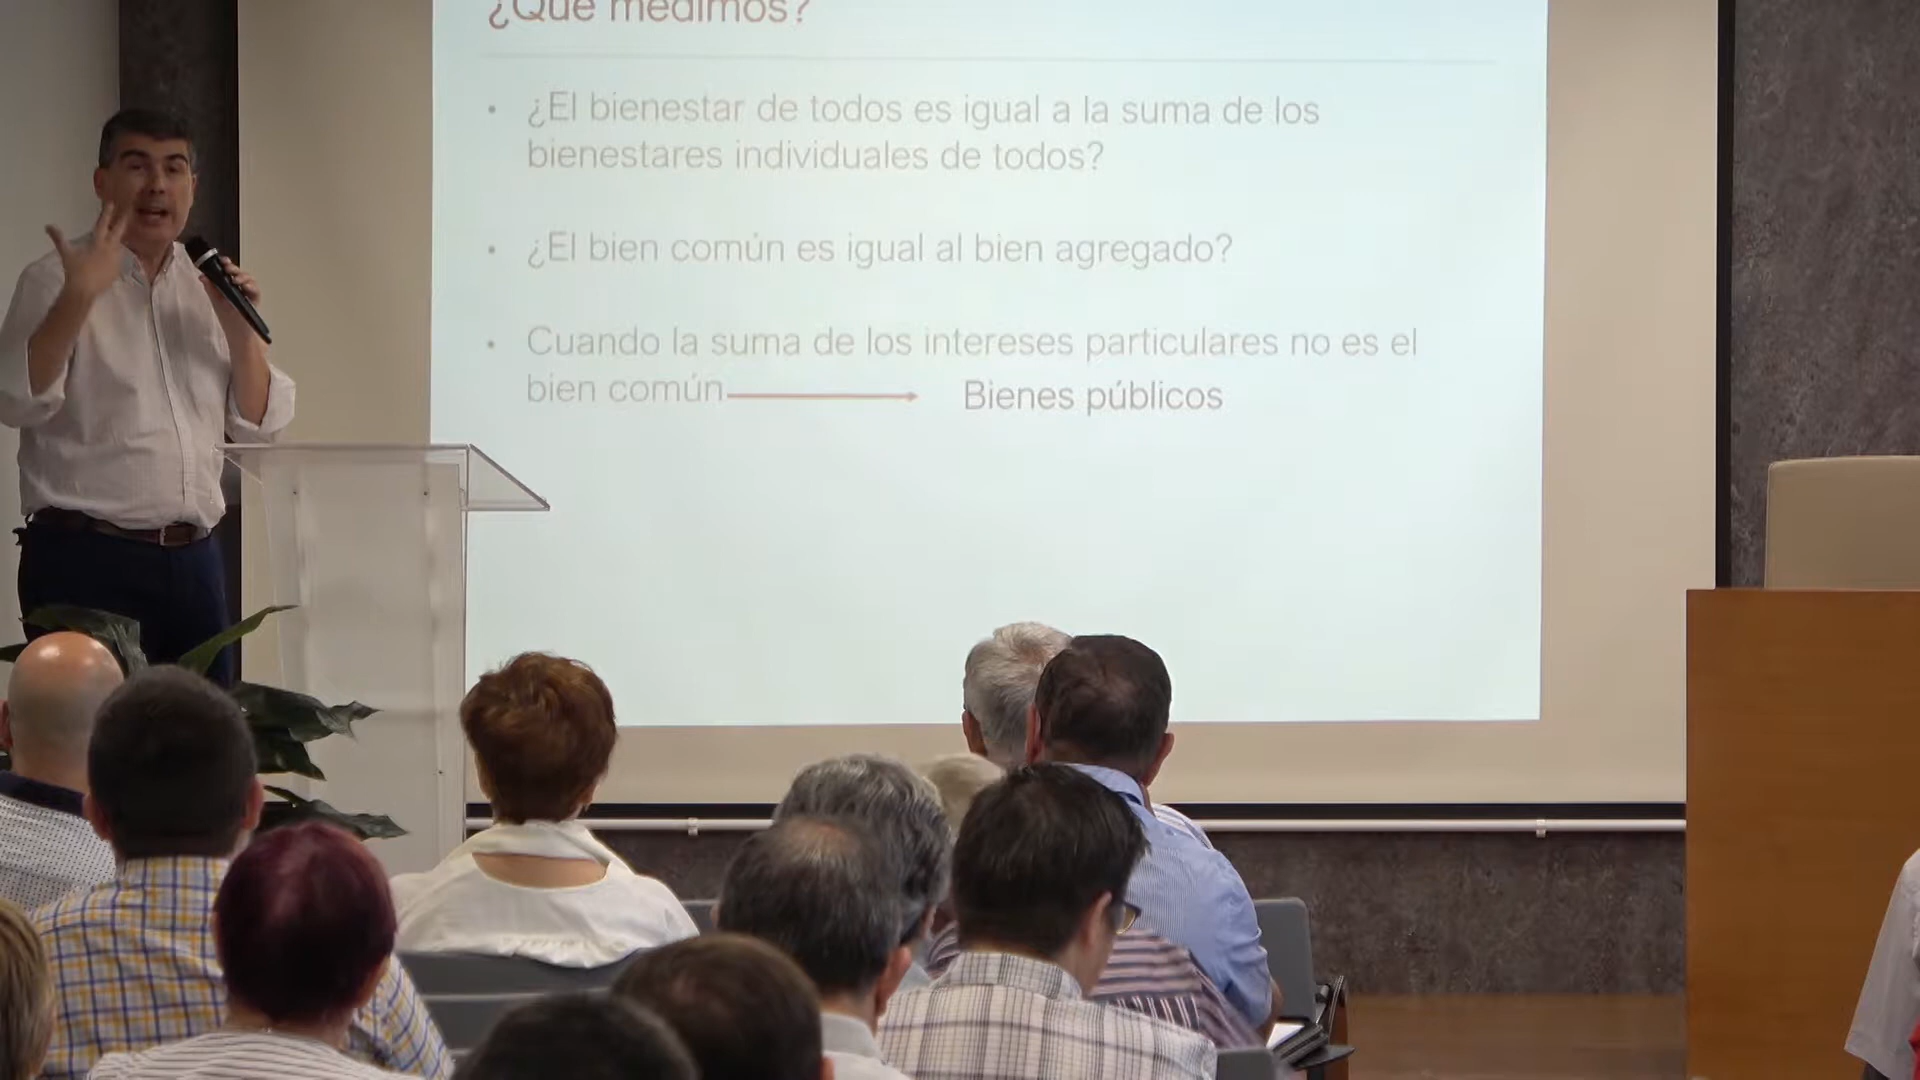 ¿Qué medimos?
• ¿El bienestar de todos es igual a la suma de los
bienestares individuales de todos?
• ¿El bien común es igual al bien agregado?
• Cuando la suma de los intereses particulares no es el
bien común Bienes públicos